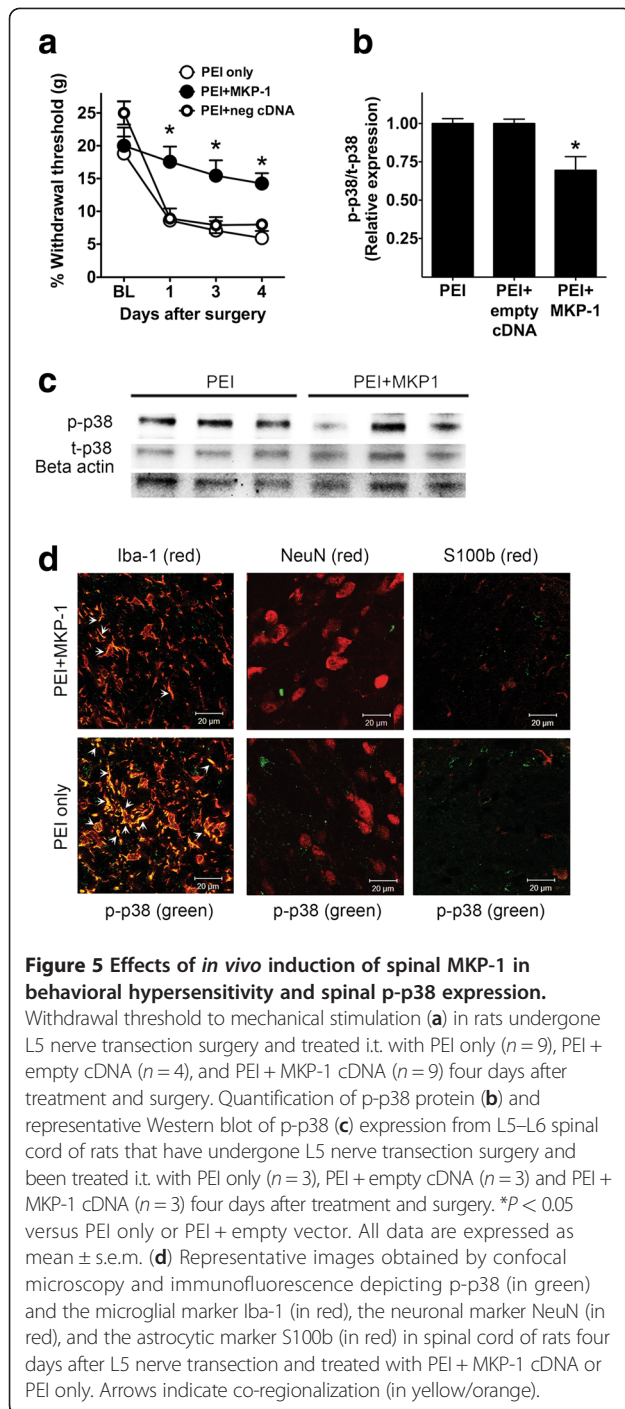 a
% Withdrawal threshold (g)
25
20
15
10
5
0
PEI only
PEI+MKP-1
PEI+neg cDNA
* * *
BL 1 3 4
Days after surgery
b
p-p38/t-p38
(Relative expression)
1.00
0.75
0.50
0.25
*
PEI PEI+ empty cDNA PEI+ MKP-1
c
PEI PEI+MKP1
p-p38
t-p38
Beta actin
d
Iba-1 (red) NeuN (red) S100b (red)
PEI+MKP-1
20 µm 20 µm 20 µm
PEI only
20 µm 20 µm 20 µm
p-p38 (green) p-p38 (green) p-p38 (green)
Figure 5 Effects of in vivo induction of spinal MKP-1 in
behavioral hypersensitivity and spinal p-p38 expression.
Withdrawal threshold to mechanical stimulation (a) in rats undergone
L5 nerve transection surgery and treated i.t. with PEI only (n = 9), PEI +
empty cDNA (n = 4), and PEI + MKP-1 cDNA (n = 9) four days after
treatment and surgery. Quantification of p-p38 protein (b) and
representative Western blot of p-p38 (c) expression from L5–L6 spinal
cord of rats that have undergone L5 nerve transection surgery and
been treated i.t. with PEI only (n = 3), PEI + empty cDNA (n = 3) and PEI +
MKP-1 cDNA (n = 3) four days after treatment and surgery. *P < 0.05
versus PEI only or PEI + empty vector. All data are expressed as
mean ± s.e.m. (d) Representative images obtained by confocal
microscopy and immunofluorescence depicting p-p38 (in green)
and the microglial marker Iba-1 (in red), the neuronal marker NeuN (in
red), and the astrocytic marker S100b (in red) in spinal cord of rats four
days after L5 nerve transection and treated with PEI + MKP-1 cDNA or
PEI only. Arrows indicate co-regionalization (in yellow/orange).